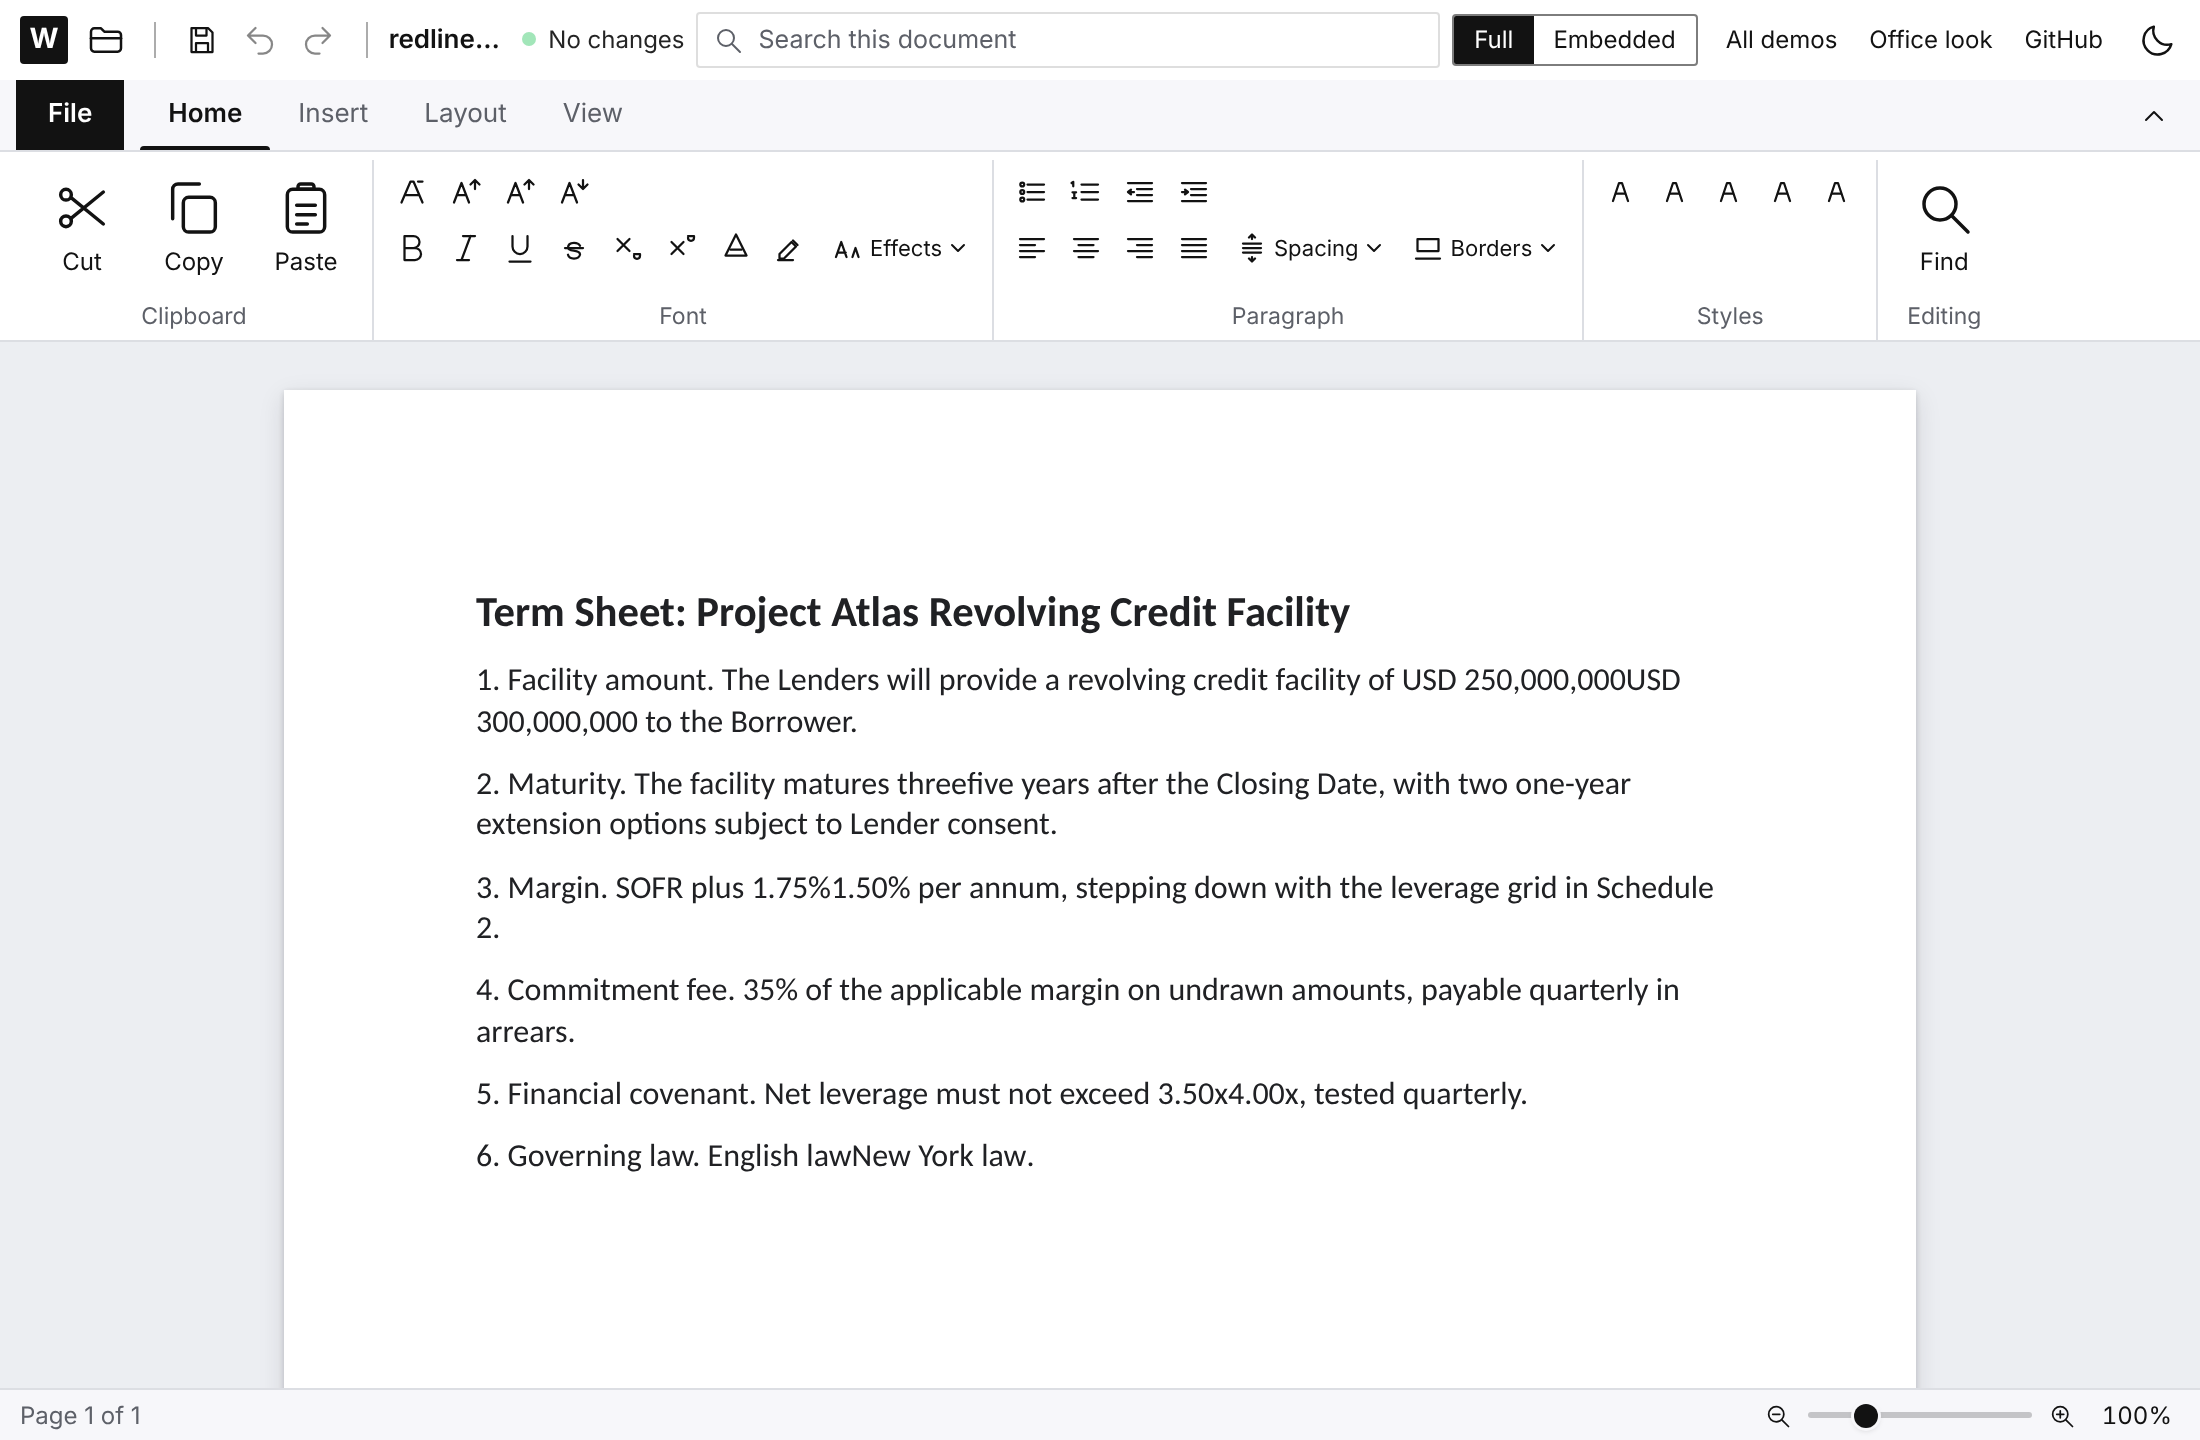 W
redline...
No changes
Search this document
Full
Embedded
All demos
Office look
GitHub
File
Home
Insert
Layout
View
Cut
Copy
Paste
Clipboard
Effects
Font
Spacing
Borders
Paragraph
A A A A A
Styles
Find
Editing
Term Sheet: Project Atlas Revolving Credit Facility
1. Facility amount. The Lenders will provide a revolving credit facility of USD 250,000,000USD
300,000,000 to the Borrower.
2. Maturity. The facility matures threefive years after the Closing Date, with two one-year
extension options subject to Lender consent.
3. Margin. SOFR plus 1.75%1.50% per annum, stepping down with the leverage grid in Schedule
2.
4. Commitment fee. 35% of the applicable margin on undrawn amounts, payable quarterly in
arrears.
5. Financial covenant. Net leverage must not exceed 3.50x4.00x, tested quarterly.
6. Governing law. English lawNew York law.
Page 1 of 1
100%